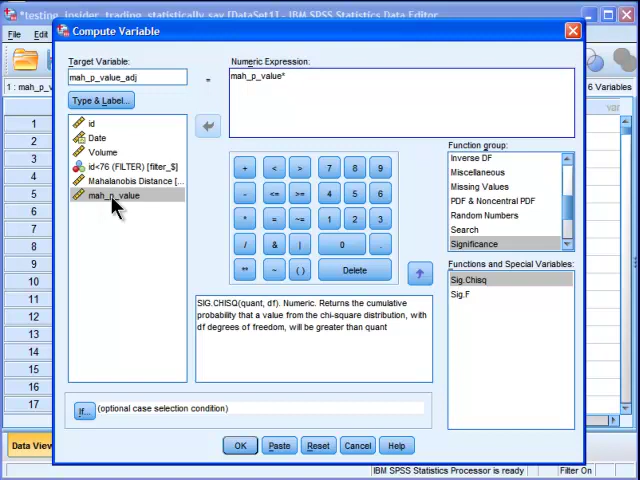 *testing_insider_trading_statistically.sav [DataSet1] - IBM SPSS Statistics Data Editor
File Edit
Compute Variable
1 : mah_p_v
6 Variables
Target Variable:
Numeric Expression:
mah_p_value_adj
=
mah_p_value*
Type & Label...
id
Date
Volume
id<76 (FILTER) [filter_$]
Mahalanobis Distance [...
mah_p_value
+ < > 7 8 9
- <= >= 4 5 6
* = ~= 1 2 3
/ & | 0 .
** ~ ( ) Delete
Function group:
Inverse DF
Miscellaneous
Missing Values
PDF & Noncentral PDF
Random Numbers
Search
Significance
Functions and Special Variables:
Sig.Chisq
Sig.F
SIG.CHISQ(quant, df). Numeric. Returns the cumulative
probability that a value from the chi-square distribution, with
df degrees of freedom, will be greater than quant
If... (optional case selection condition)
OK Paste Reset Cancel Help
var
1
2
3
4
5
6
7
8
9
10
11
12
13
14
15
16
17
Data View
IBM SPSS Statistics Processor is ready
Filter On